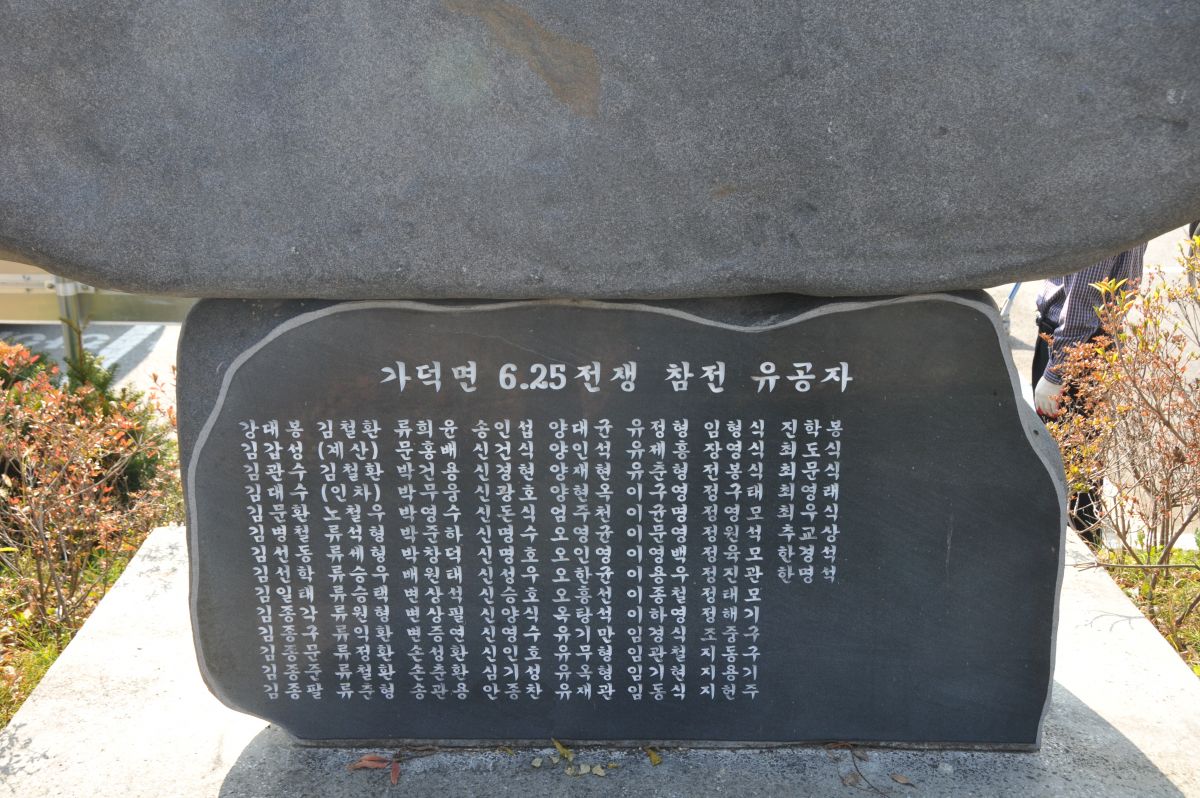 가덕면 6.25전쟁 참전 유공자
강대봉 김철환 류희윤 송인섭 양대균 유정형 임형식 진학봉
김갑성 (계산) 문홍배 신건식 양인석 유제흥 장영식 최도식
김관수 김철환 박건용 신경현 양재현 유춘형 전봉식 최문식
김대수 (인차) 박무웅 신광호 양현옥 이구영 정구태 최영태
김문환 노철우 박영수 신돈식 엄주천 이균명 정영모 최우식
김병철 류석형 박준하 신명수 오영균 이문명 정원석 추교상
김선동 류세형 박창덕 신명호 오인영 이영백 정육모 한경석
김선학 류승우 배원태 신성우 오한균 이용우 정진관 한명석
김일태 류승택 변상석 신승호 오흥선 이종철 정태모
김종각 류원형 변상필 신양식 이하영 정해기
김종구 류익환 변증연 신영수 유기만 임경식 조중구
김종문 류정환 손성환 신인호 유무형 임관철 지동구
김종준 류철환 손춘환 심기성 유옥형 임기현 지용기
김종팔 류춘형 송관용 안종찬 유재관 임동식 지헌주